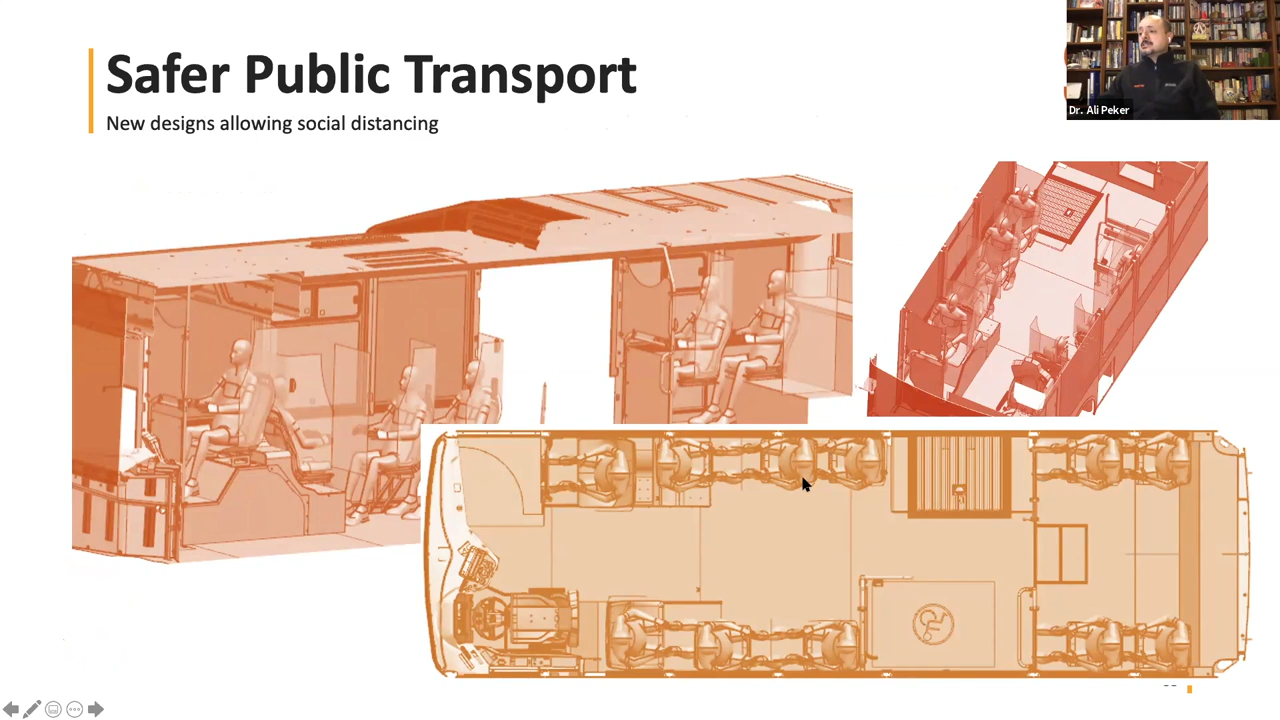 Safer Public Transport
New designs allowing social distancing
Dr. Ali Peker